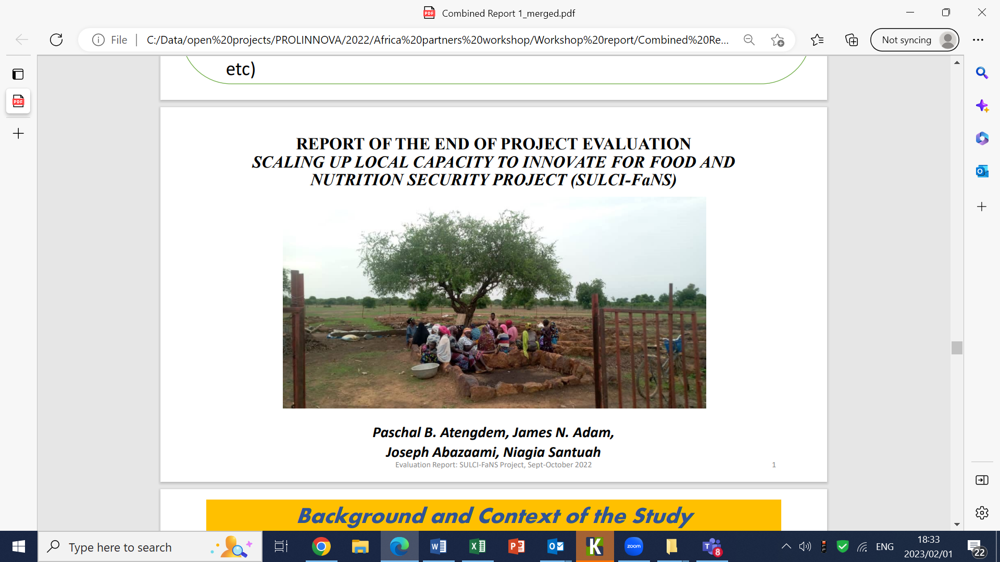 Combined Report 1_merged.pdf
File
C:/Data/open%20projects/PROLINNOVA/2022/Africa%20partners%20workshop/Workshop%20report/Combined%20Re...
Not syncing
etc)
REPORT OF THE END OF PROJECT EVALUATION
SCALING UP LOCAL CAPACITY TO INNOVATE FOR FOOD AND
NUTRITION SECURITY PROJECT (SULCI-FaNS)
Paschal B. Atengdem, James N. Adam,
Joseph Abazaami, Niagia Santuah
Evaluation Report: SULCI-FaNS Project, Sept-October 2022
1
Background and Context of the Study
Type here to search
zoom
8
ENG
18:33
2023/02/01
22